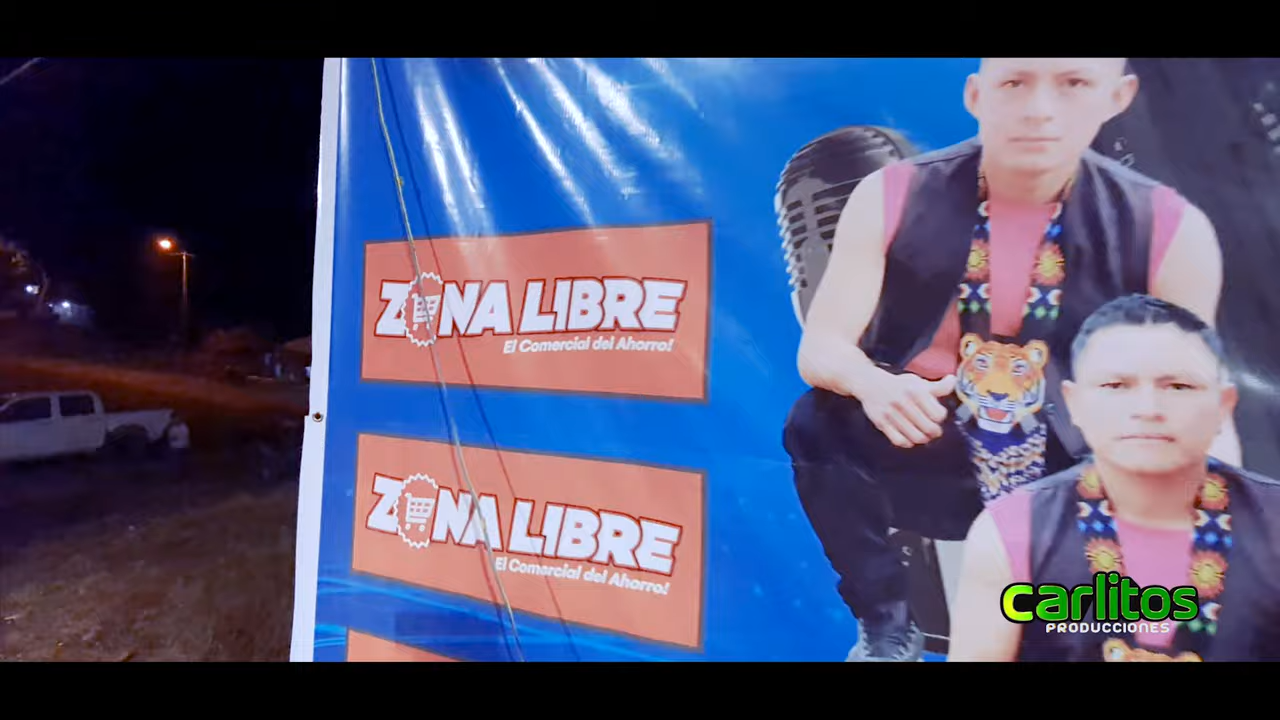 ZONA LIBRE
El Comercial del Ahorro!
ZONA LIBRE
El Comercial del Ahorro!
carlitos
PRODUCCIONES